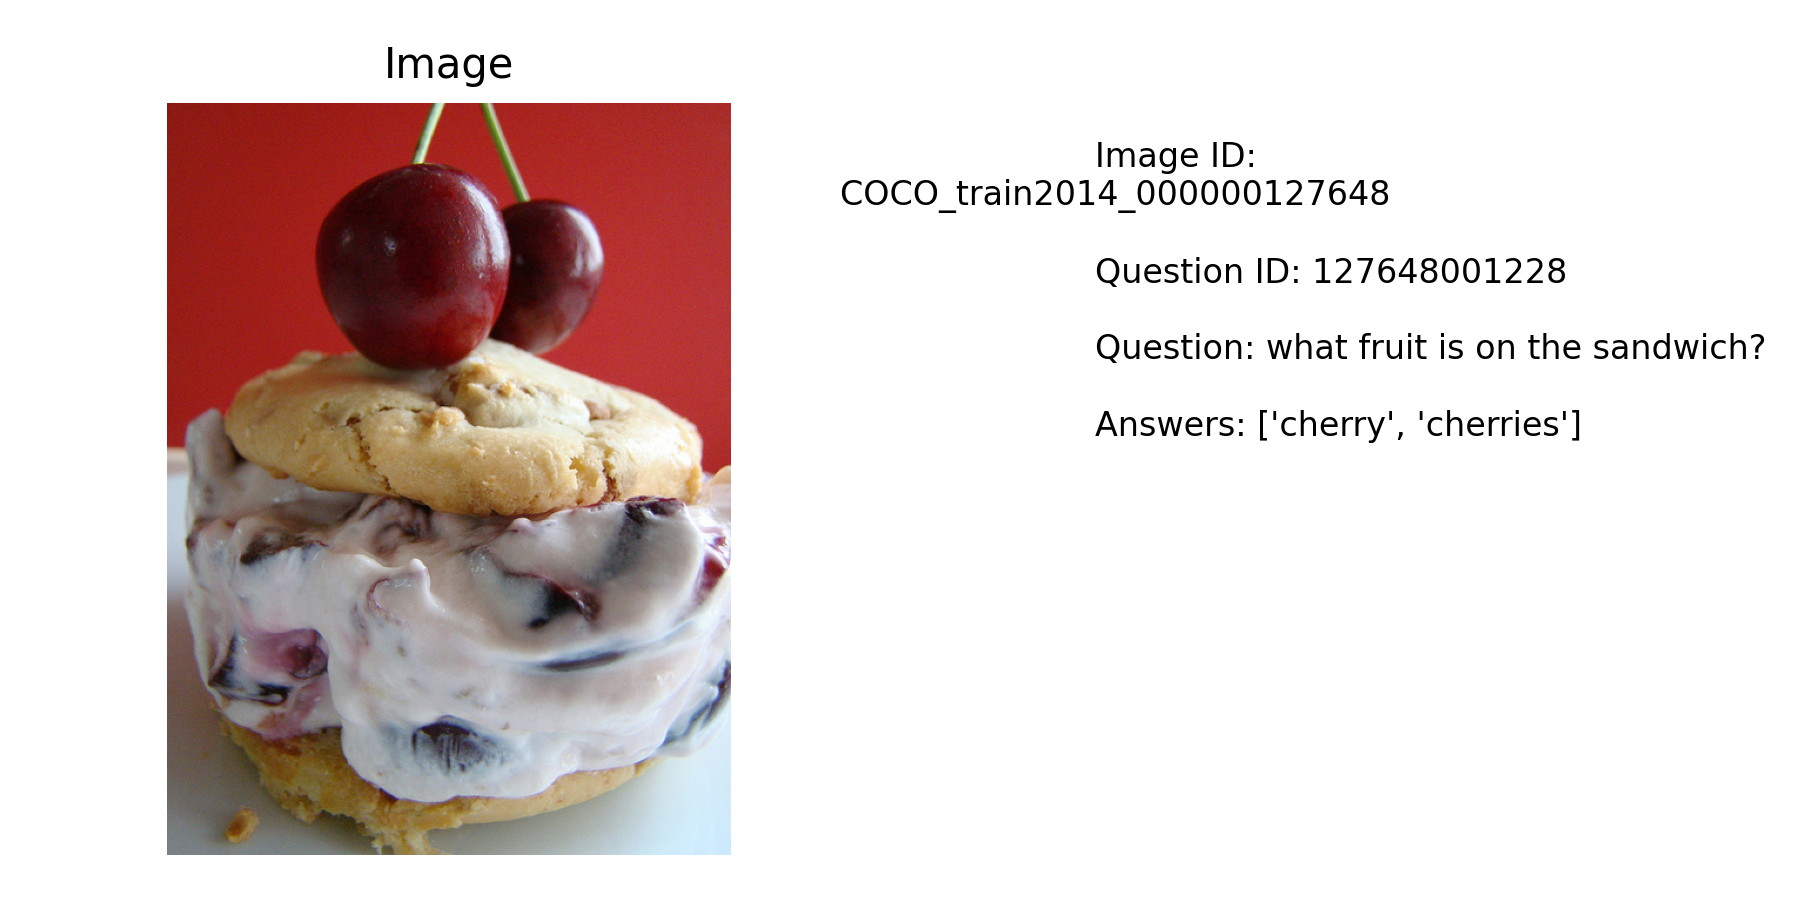 Image
Image ID:
COCO_train2014_000000127648
Question ID: 127648001228
Question: what fruit is on the sandwich?
Answers: ['cherry', 'cherries']